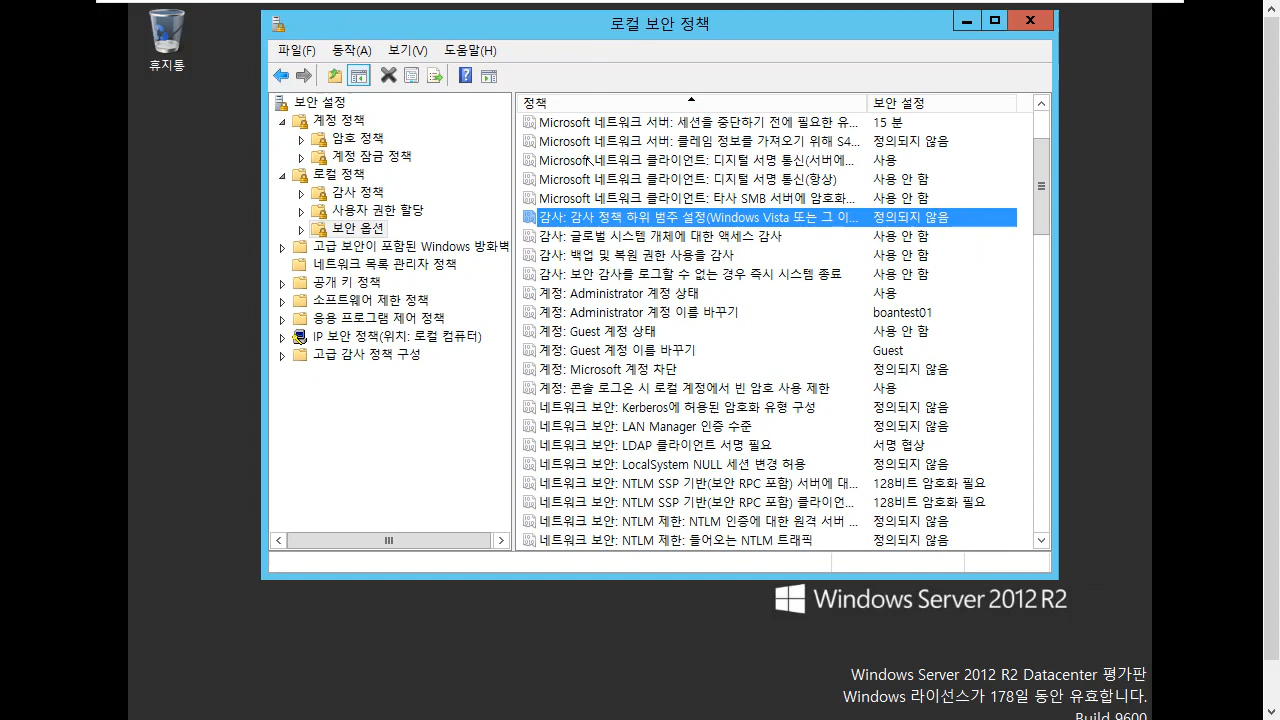 휴지통
로컬 보안 정책
파일(F) 동작(A) 보기(V) 도움말(H)
보안 설정
계정 정책
암호 정책
계정 잠금 정책
로컬 정책
감사 정책
사용자 권한 할당
보안 옵션
고급 보안이 포함된 Windows 방화벽
네트워크 목록 관리자 정책
공개 키 정책
소프트웨어 제한 정책
응용 프로그램 제어 정책
IP 보안 정책(위치: 로컬 컴퓨터)
고급 감사 정책 구성
정책 보안 설정
Microsoft 네트워크 서버: 세션을 중단하기 전에 필요한 유... 15 분
Microsoft 네트워크 서버: 클레임 정보를 가져오기 위해 S4... 정의되지 않음
Microsoft 네트워크 클라이언트: 디지털 서명 통신(서버에... 사용
Microsoft 네트워크 클라이언트: 디지털 서명 통신(항상) 사용 안 함
Microsoft 네트워크 클라이언트: 타사 SMB 서버에 암호화... 사용 안 함
감사: 감사 정책 하위 범주 설정(Windows Vista 또는 그 이... 정의되지 않음
감사: 글로벌 시스템 개체에 대한 액세스 감사 사용 안 함
감사: 백업 및 복원 권한 사용을 감사 사용 안 함
감사: 보안 감사를 로그할 수 없는 경우 즉시 시스템 종료 사용 안 함
계정: Administrator 계정 상태 사용
계정: Administrator 계정 이름 바꾸기 boantest01
계정: Guest 계정 상태 사용 안 함
계정: Guest 계정 이름 바꾸기 Guest
계정: Microsoft 계정 차단 정의되지 않음
계정: 콘솔 로그온 시 로컬 계정에서 빈 암호 사용 제한 사용
네트워크 보안: Kerberos에 허용된 암호화 유형 구성 정의되지 않음
네트워크 보안: LAN Manager 인증 수준 정의되지 않음
네트워크 보안: LDAP 클라이언트 서명 필요 서명 협상
네트워크 보안: LocalSystem NULL 세션 변경 허용 정의되지 않음
네트워크 보안: NTLM SSP 기반(보안 RPC 포함) 서버에 대... 128비트 암호화 필요
네트워크 보안: NTLM SSP 기반(보안 RPC 포함) 클라이언... 128비트 암호화 필요
네트워크 보안: NTLM 제한: NTLM 인증에 대한 원격 서버 ... 정의되지 않음
네트워크 보안: NTLM 제한: 들어오는 NTLM 트래픽 정의되지 않음
Windows Server 2012 R2
Windows Server 2012 R2 Datacenter 평가판
Windows 라이선스가 178일 동안 유효합니다.
Build 9600